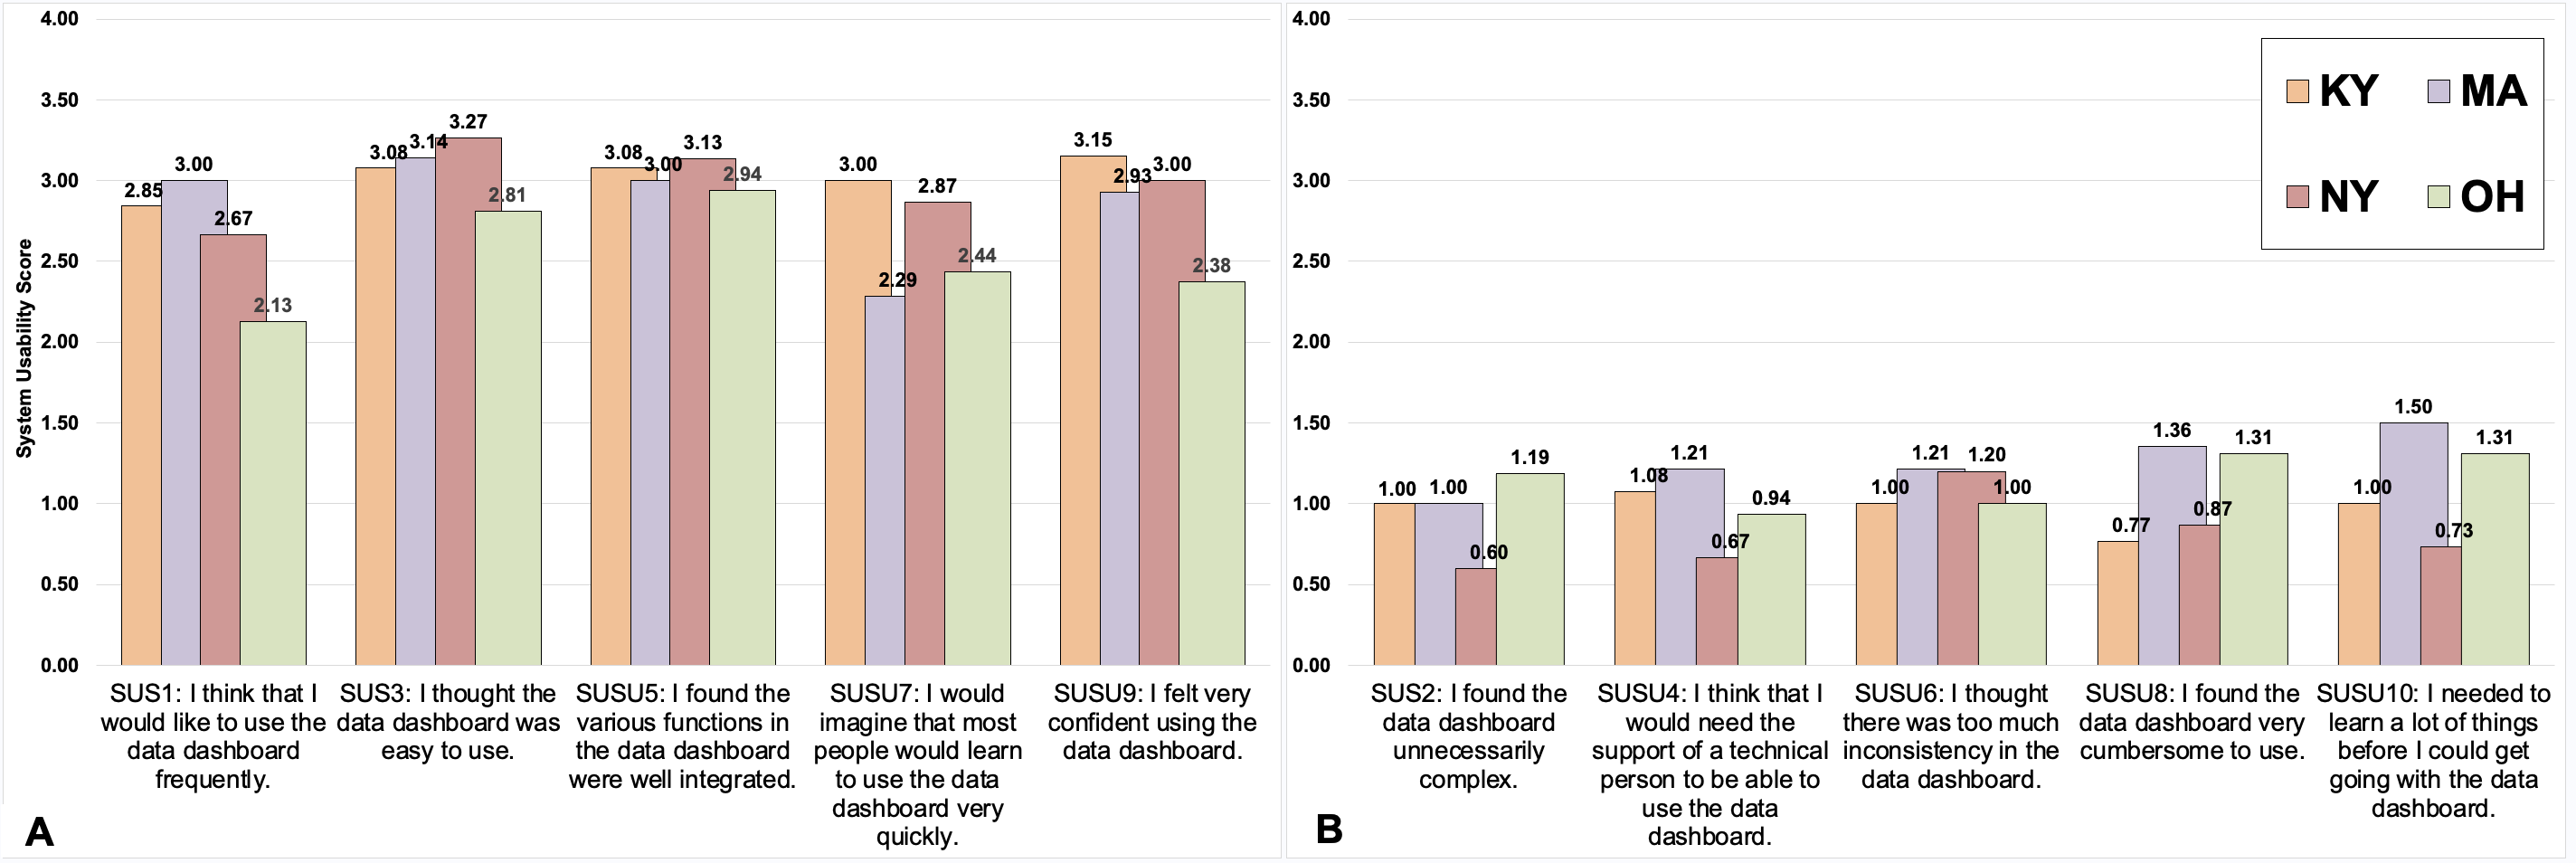 4.00
3.50
3.00
2.50
2.00
1.50
1.00
0.50
0.00
System Usability Score
2.85
3.00
2.67
2.13
3.08
3.14
3.27
2.81
3.08
3.00
3.13
2.94
3.00
2.29
2.87
2.44
3.15
2.93
3.00
2.38
SUS1: I think that I
would like to use the
data dashboard
frequently.
SUS3: I thought the
data dashboard was
easy to use.
SUSU5: I found the
various functions in
the data dashboard
were well integrated.
SUSU7: I would
imagine that most
people would learn
to use the data
dashboard very
quickly.
SUSU9: I felt very
confident using the
data dashboard.
A
4.00
3.50
3.00
2.50
2.00
1.50
1.00
0.50
0.00
KY MA
NY OH
1.00
1.00
0.60
1.19
1.08
1.21
0.67
0.94
1.00
1.21
1.20
1.00
0.77
1.36
0.87
1.31
1.00
1.50
0.73
1.31
SUS2: I found the
data dashboard
unnecessarily
complex.
SUSU4: I think that I
would need the
support of a technical
person to be able to
use the data
dashboard.
SUSU6: I thought
there was too much
inconsistency in the
data dashboard.
SUSU8: I found the
data dashboard very
cumbersome to use.
SUSU10: I needed to
learn a lot of things
before I could get
going with the data
dashboard.
B